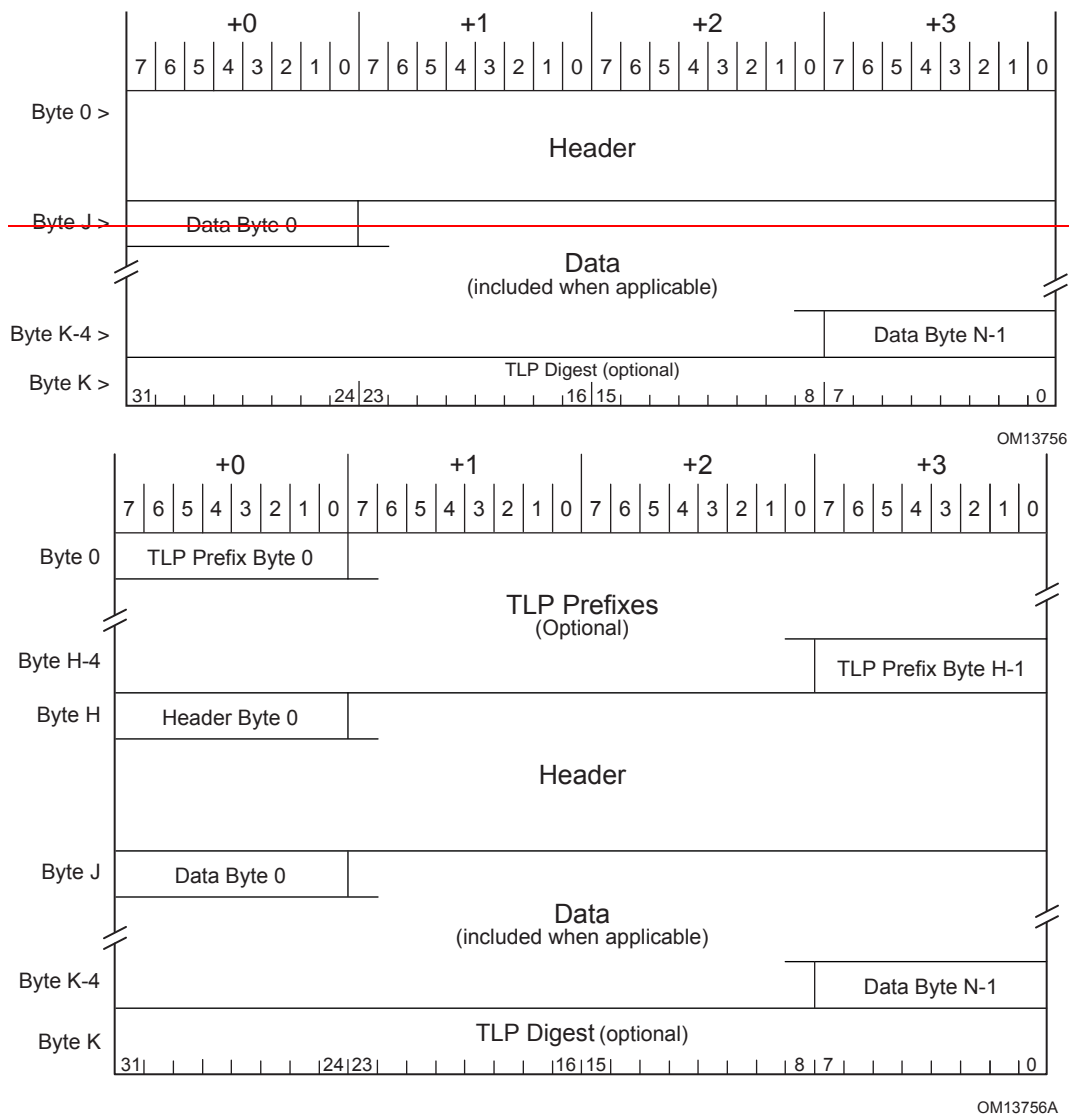 +0 +1 +2 +3
7 6 5 4 3 2 1 0 7 6 5 4 3 2 1 0 7 6 5 4 3 2 1 0 7 6 5 4 3 2 1 0
Byte 0 >
Header
Byte J > Data Byte 0
Data
(included when applicable)
Byte K-4 > Data Byte N-1
TLP Digest (optional)
Byte K >
31 24 23 16 15 8 7 0
OM13756
+0 +1 +2 +3
7 6 5 4 3 2 1 0 7 6 5 4 3 2 1 0 7 6 5 4 3 2 1 0 7 6 5 4 3 2 1 0
Byte 0 TLP Prefix Byte 0
TLP Prefixes
(Optional)
Byte H-4 TLP Prefix Byte H-1
Byte H Header Byte 0
Header
Byte J Data Byte 0
Data
(included when applicable)
Byte K-4 Data Byte N-1
TLP Digest (optional)
Byte K
31 24 23 16 15 8 7 0
OM13756A